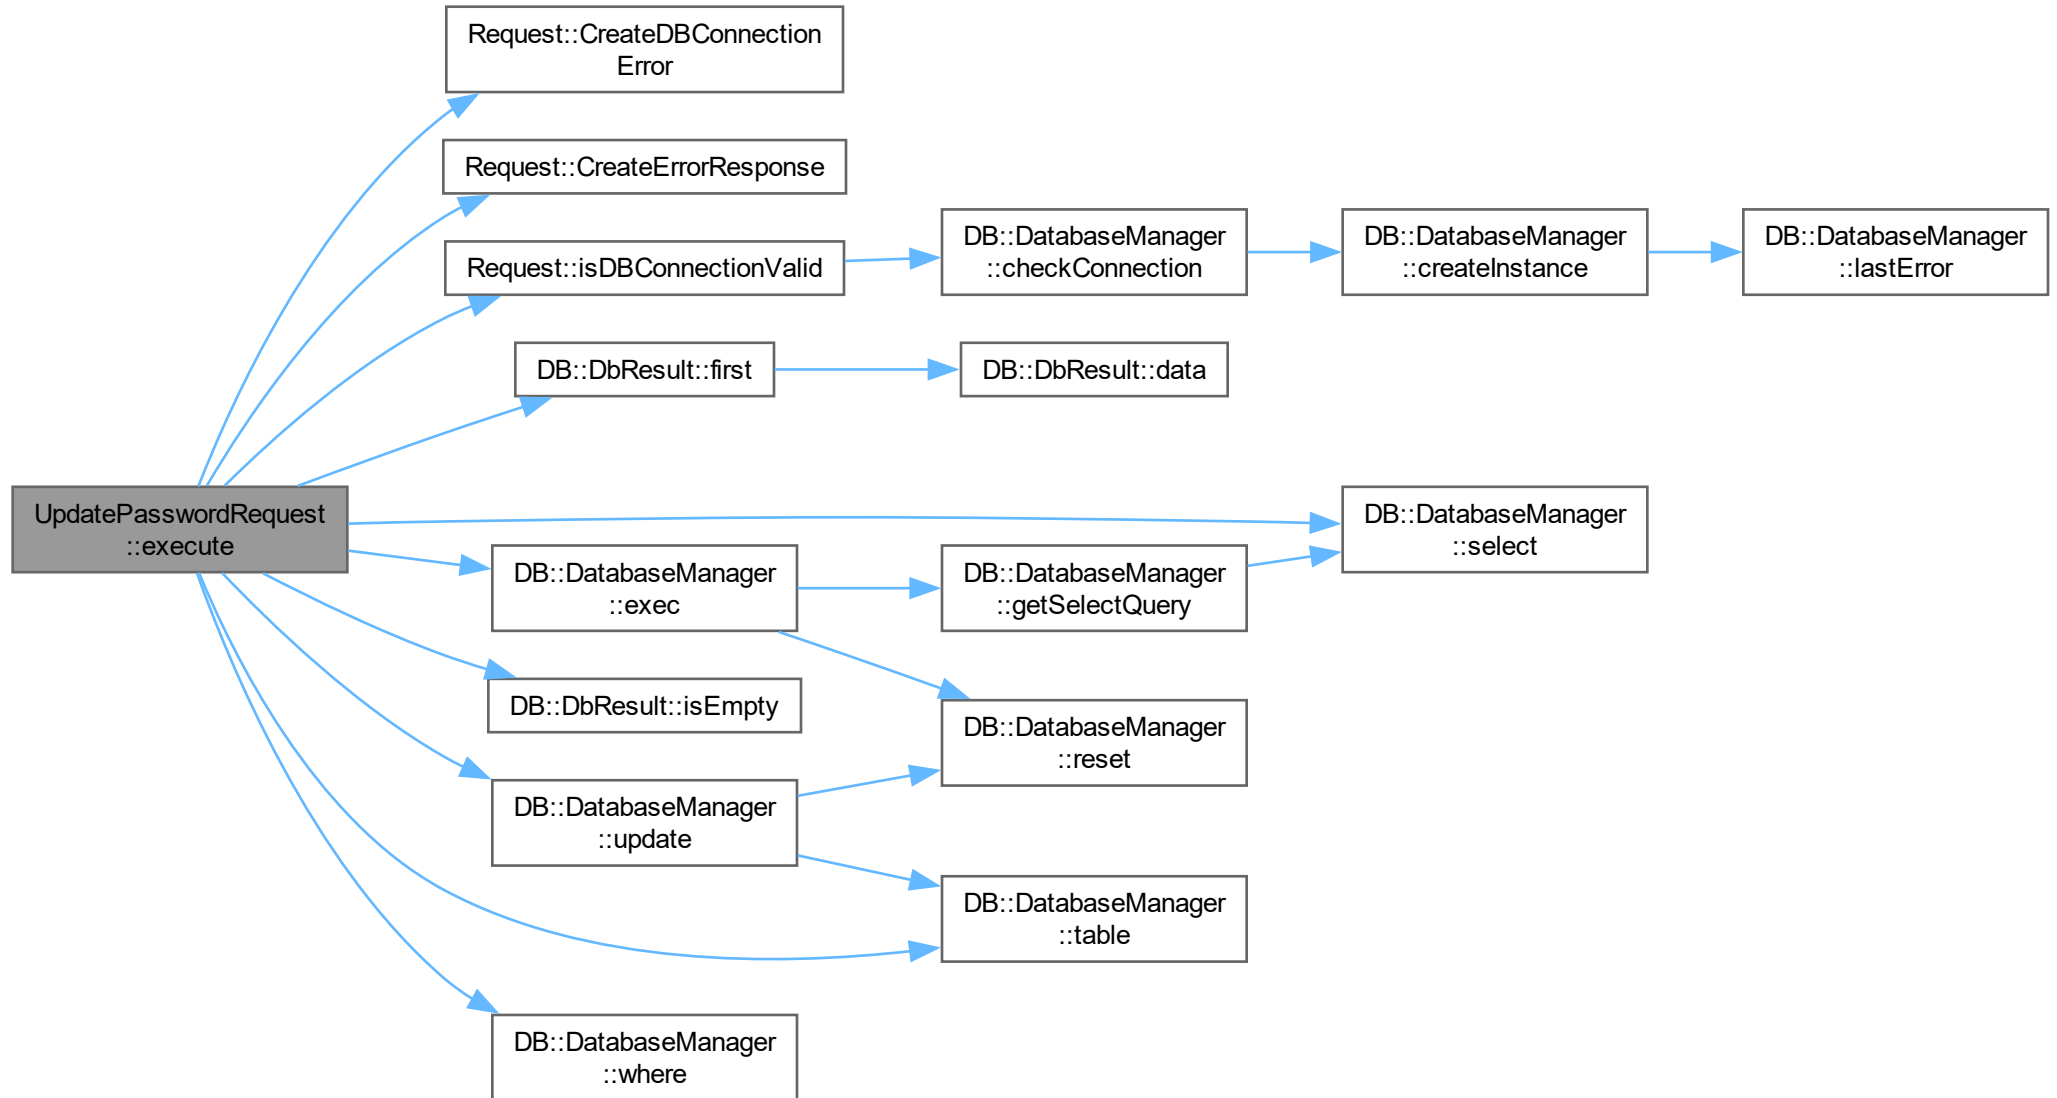 Request::CreateDBConnection
Error
Request::CreateErrorResponse
Request::isDBConnectionValid
DB::DatabaseManager
::checkConnection
DB::DatabaseManager
::createInstance
DB::DatabaseManager
::lastError
DB::DbResult::first
DB::DbResult::data
UpdatePasswordRequest
::execute
DB::DatabaseManager
::select
DB::DatabaseManager
::exec
DB::DatabaseManager
::getSelectQuery
DB::DbResult::isEmpty
DB::DatabaseManager
::reset
DB::DatabaseManager
::update
DB::DatabaseManager
::table
DB::DatabaseManager
::where